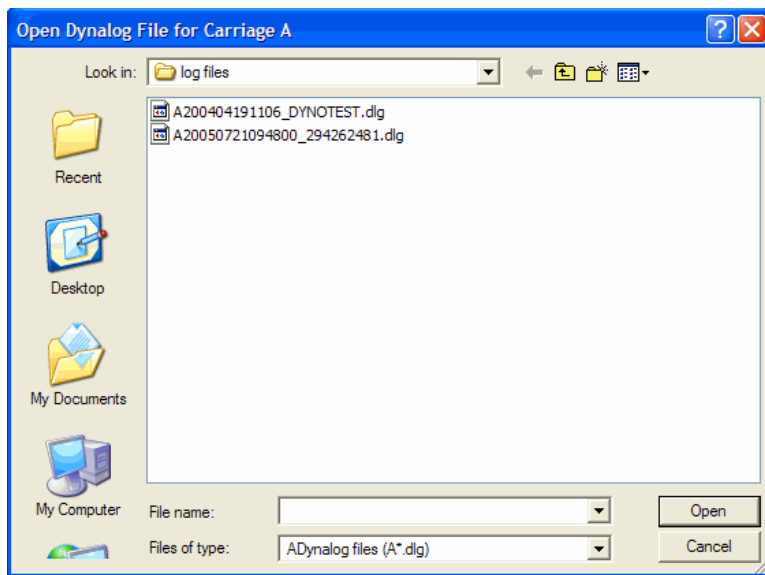 Open Dynalog File for Carriage A
Look in: log files
A200404191106_DYNOTEST.dlg
A20050721094800_294262481.dlg
Recent
Desktop
My Documents
My Computer
File name: Open
Files of type: ADynalog files (A*.dlg) Cancel